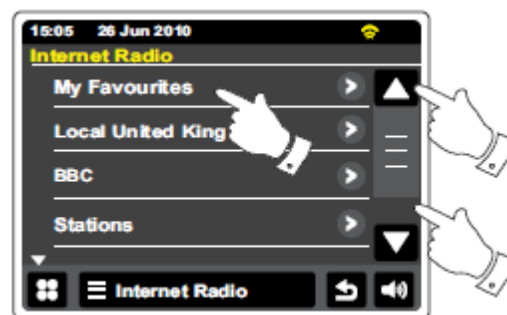 15:05 26 Jun 2010
Internet Radio
My Favourites
Local United King
BBC
Stations
Internet Radio